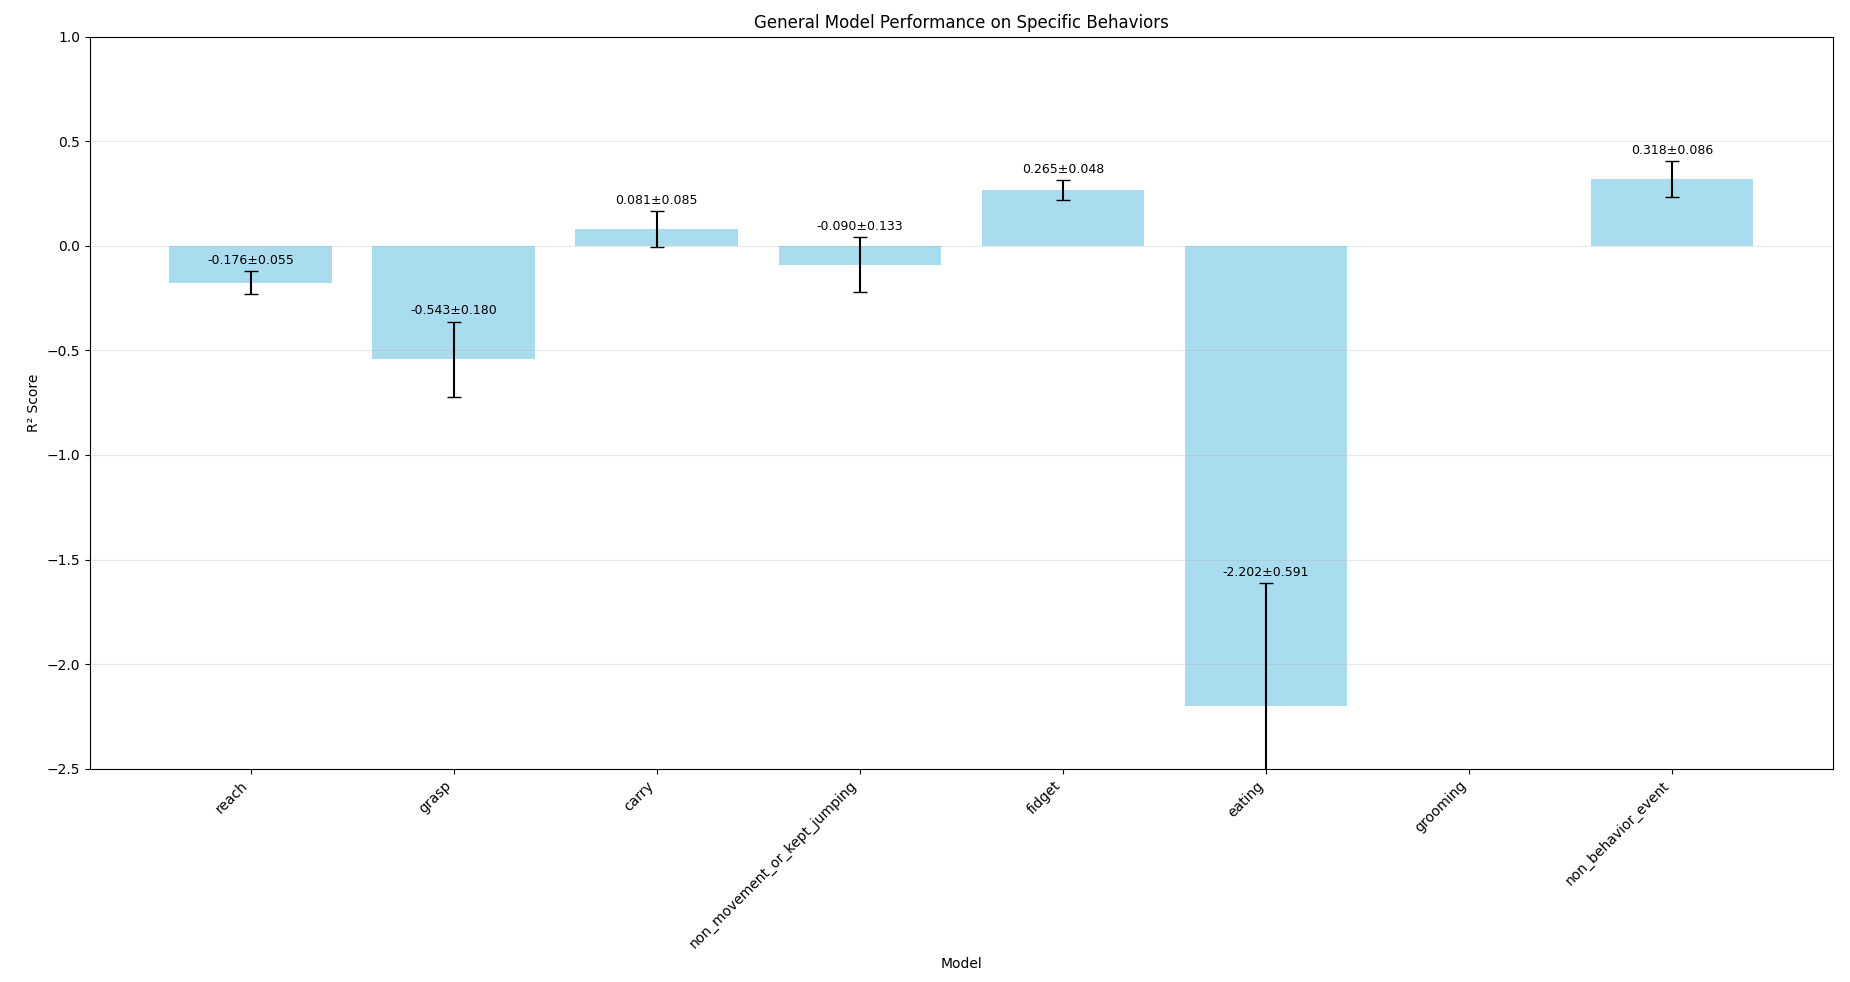 General Model Performance on Specific Behaviors
R² Score
1.0
0.5
0.0
−0.5
−1.0
−1.5
−2.0
−2.5
-0.176±0.055
-0.543±0.180
0.081±0.085
-0.090±0.133
0.265±0.048
-2.202±0.591
0.318±0.086
reach
grasp
carry
non_movement_or_kept_jumping
fidget
eating
grooming
non_behavior_event
Model